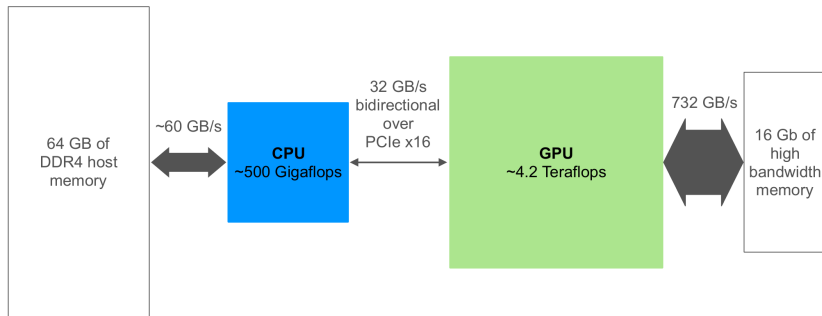 64 GB of
DDR4 host
memory
~60 GB/s
CPU
~500 Gigaflops
32 GB/s
bidirectional
over
PCIe x16
GPU
~4.2 Teraflops
732 GB/s
16 Gb of
high
bandwidth
memory